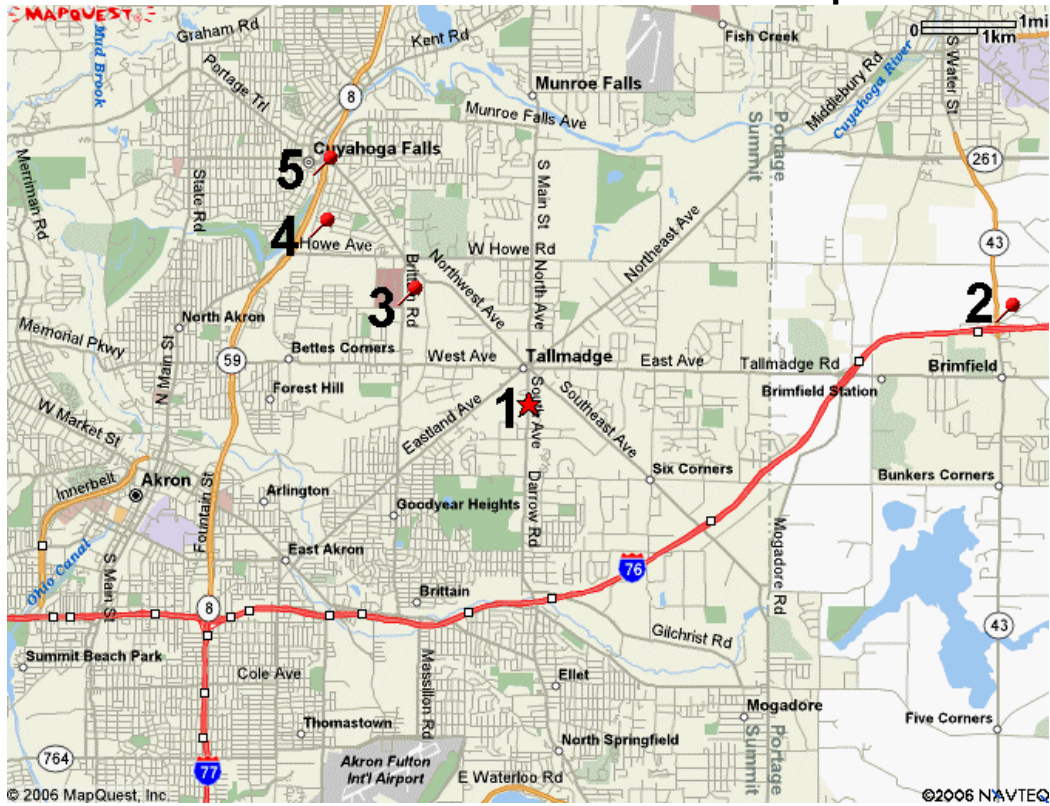 MAPQUEST
Graham Rd
Kent Rd
Fish Creek
1mi
0
1km
Mud Brook
Portage Trl
8
Munroe Falls
Middlebury Rd
Cuyahoga River
S Water St
Munroe Falls Ave
Portage
Summit
5
Cuyahoga Falls
261
Merriman Rd
State Rd
S Main St
4
Howe Ave
W Howe Rd
Northeast Ave
43
Northwest Ave
North Ave
3
Brittain Rd
2
North Akron
Memorial Pkwy
59
Bettes Corners
West Ave
Tallmadge
East Ave
Tallmadge Rd
Brimfield
Brimfield Station
N Main St
Forest Hill
1
South Ave
Southeast Ave
W Market St
Eastland Ave
Six Corners
Bunkers Corners
Innerbelt
Akron
Arlington
Goodyear Heights
Darrow Rd
Fountain St
East Akron
Mogadore Rd
Ohio Canal
S Main St
76
8
Brittain
43
Gilchrist Rd
Summit Beach Park
Cole Ave
Massillon Rd
Ellet
Mogadore
Five Corners
Thomastown
North Springfield
Portage
Summit
764
77
Akron Fulton
Int'l Airport
E Waterloo Rd
© 2006 MapQuest, Inc.
©2006 NAVTEQ